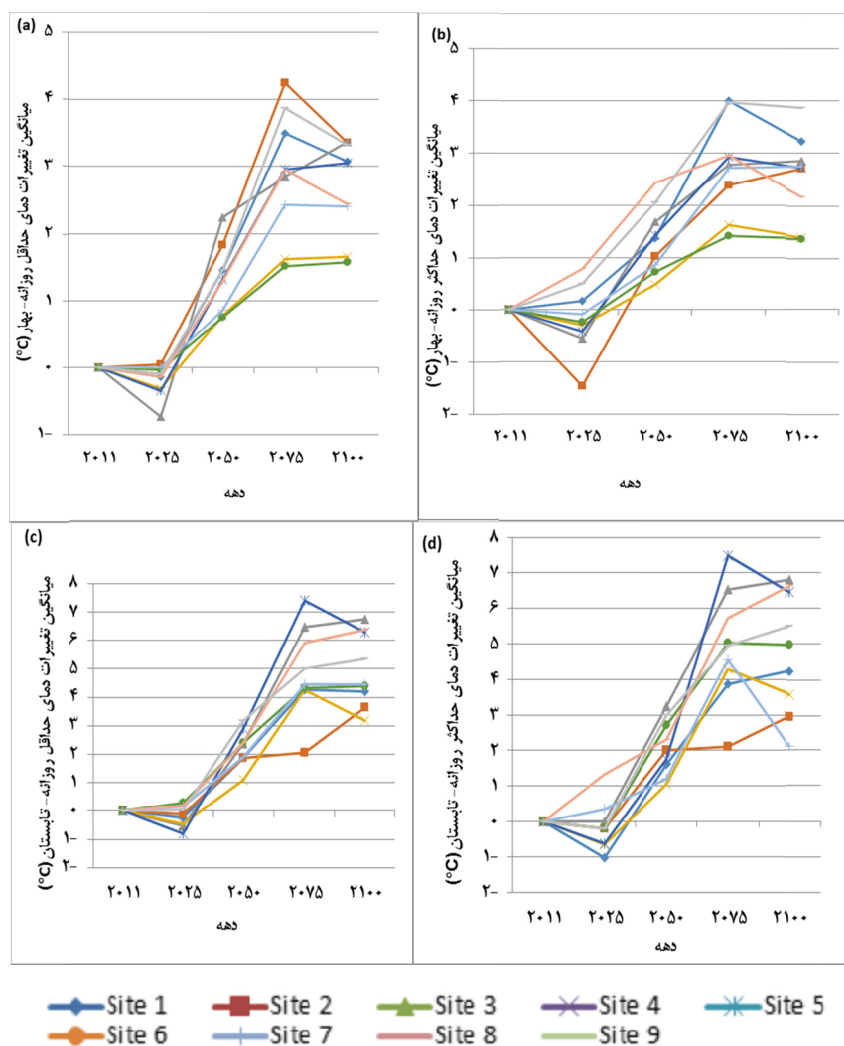 (a)
میانگین تغییرات دمای حداقل روزانه- بهار (°C)
۵
۴
۳
۲
۱
۰
۱-
۲۰۱۱ ۲۰۲۵ ۲۰۵۰ ۲۰۷۵ ۲۱۰۰
دهه
(b)
میانگین تغییرات دمای حداکثر روزانه- بهار (°C)
۵
۴
۳
۲
۱
۰
۱-
۲-
۲۰۱۱ ۲۰۲۵ ۲۰۵۰ ۲۰۷۵ ۲۱۰۰
دهه
(c)
میانگین تغییرات دمای حداقل روزانه- تابستان (°C)
۸
۷
۶
۵
۴
۳
۲
۱
۰
۱-
۲-
۲۰۱۱ ۲۰۲۵ ۲۰۵۰ ۲۰۷۵ ۲۱۰۰
دهه
(d)
میانگین تغییرات دمای حداکثر روزانه- تابستان (°C)
۸
۷
۶
۵
۴
۳
۲
۱
۰
۱-
۲-
۲۰۱۱ ۲۰۲۵ ۲۰۵۰ ۲۰۷۵ ۲۱۰۰
دهه
Site 1 Site 2 Site 3 Site 4 Site 5
Site 6 Site 7 Site 8 Site 9